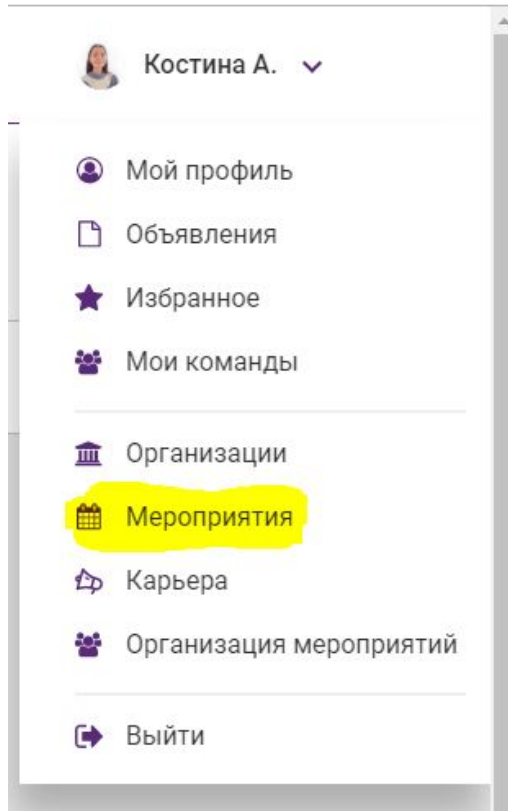 Костина А.
Мой профиль
Объявления
Избранное
Мои команды
Организации
Мероприятия
Карьера
Организация мероприятий
Выйти